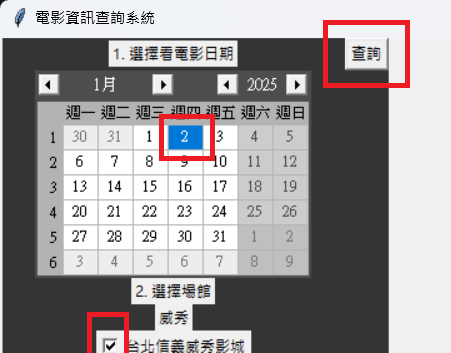 電影資訊查詢系統
1. 選擇看電影日期
查詢
1月 2025
週一 週二 週三 週四 週五 週六 週日
1 30 31 1 2 3 4 5
2 6 7 8 9 10 11 12
3 13 14 15 16 17 18 19
4 20 21 22 23 24 25 26
5 27 28 29 30 31 1 2
6 3 4 5 6 7 8 9
2. 選擇場館
威秀
台北信義威秀影城